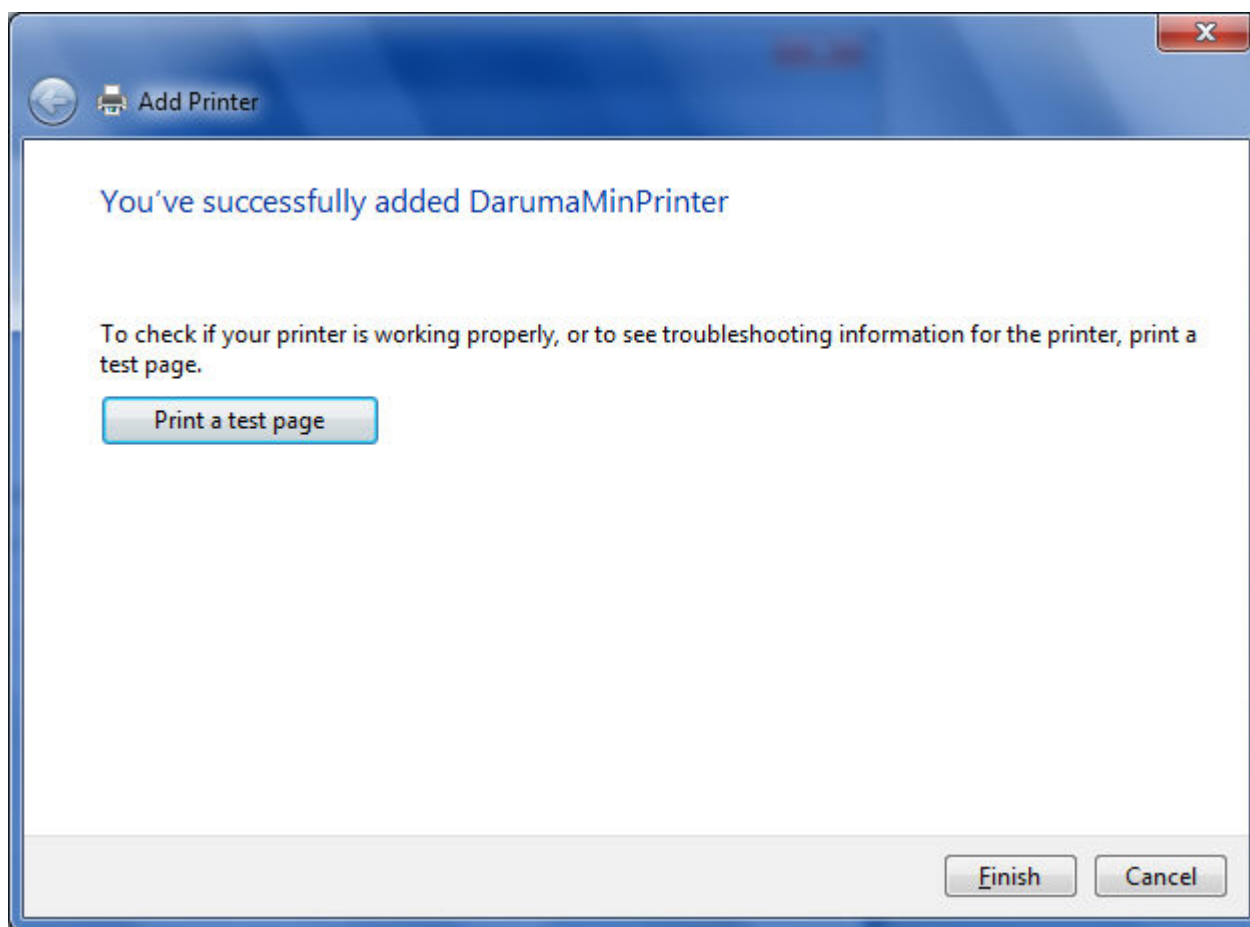 Add Printer
You've successfully added DarumaMinPrinter
To check if your printer is working properly, or to see troubleshooting information for the printer, print a
test page.
Print a test page
Finish
Cancel